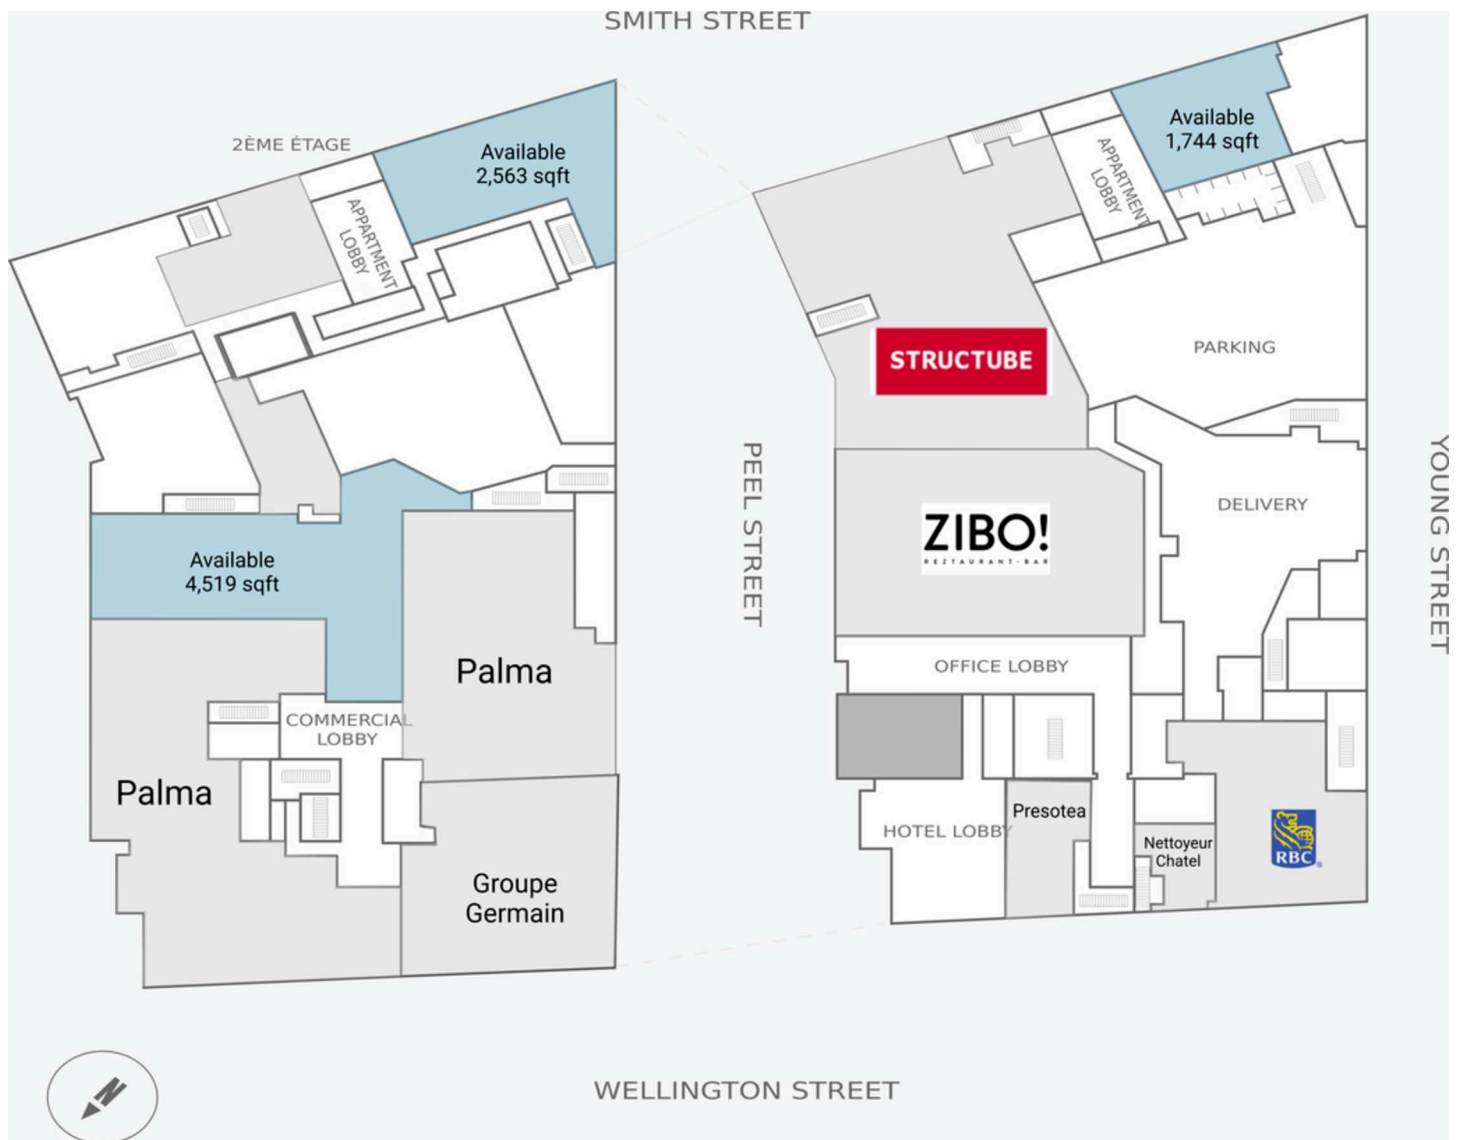 SMITH STREET
2ÈME ÉTAGE
Available
2,563 sqft
APPARTMENT
LOBBY
Available
4,519 sqft
Palma
COMMERCIAL
LOBBY
Palma
Groupe
Germain
PEEL STREET
Available
1,744 sqft
APPARTMENT
LOBBY
STRUCTUBE
PARKING
ZIBO!
REZTAURANT-BAR
DELIVERY
YOUNG STREET
OFFICE LOBBY
HOTEL LOBBY
Presotea
Nettoyeur
Chatel
RBC®
N
WELLINGTON STREET